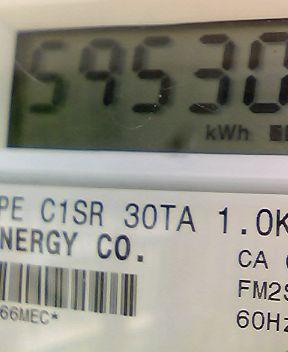 59530
kWh
PE C1SR 30TA 1.0K
NERGY CO.
CA
FM2S
66MEC*
60Hz